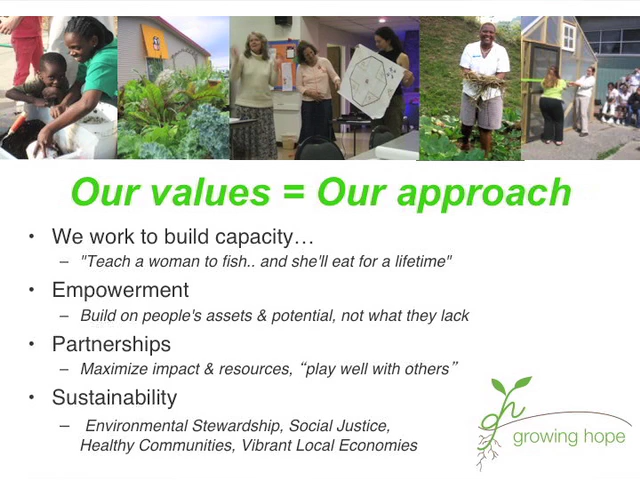 Our values = Our approach
• We work to build capacity…
– "Teach a woman to fish.. and she'll eat for a lifetime"
• Empowerment
– Build on people's assets & potential, not what they lack
• Partnerships
– Maximize impact & resources, “play well with others”
• Sustainability
– Environmental Stewardship, Social Justice,
Healthy Communities, Vibrant Local Economies
gh
growing hope